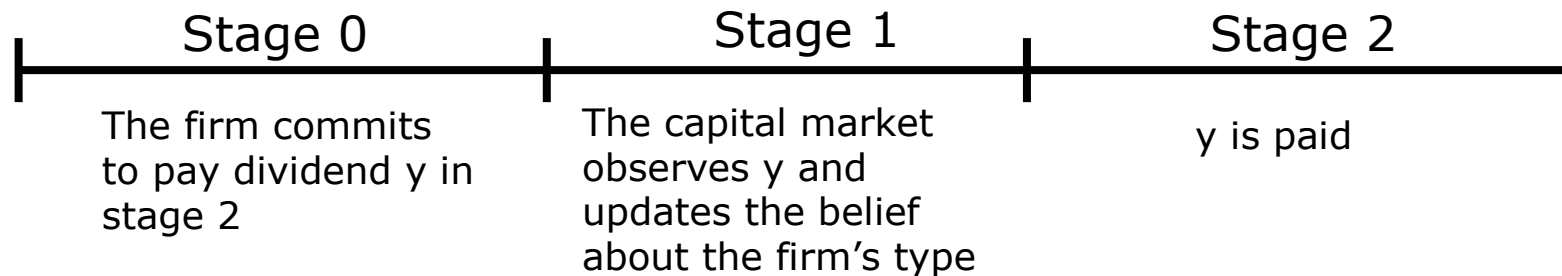 Stage 0
Stage 1
Stage 2
The firm commits
to pay dividend y in
stage 2
The capital market
observes y and
updates the belief
about the firm's type
y is paid